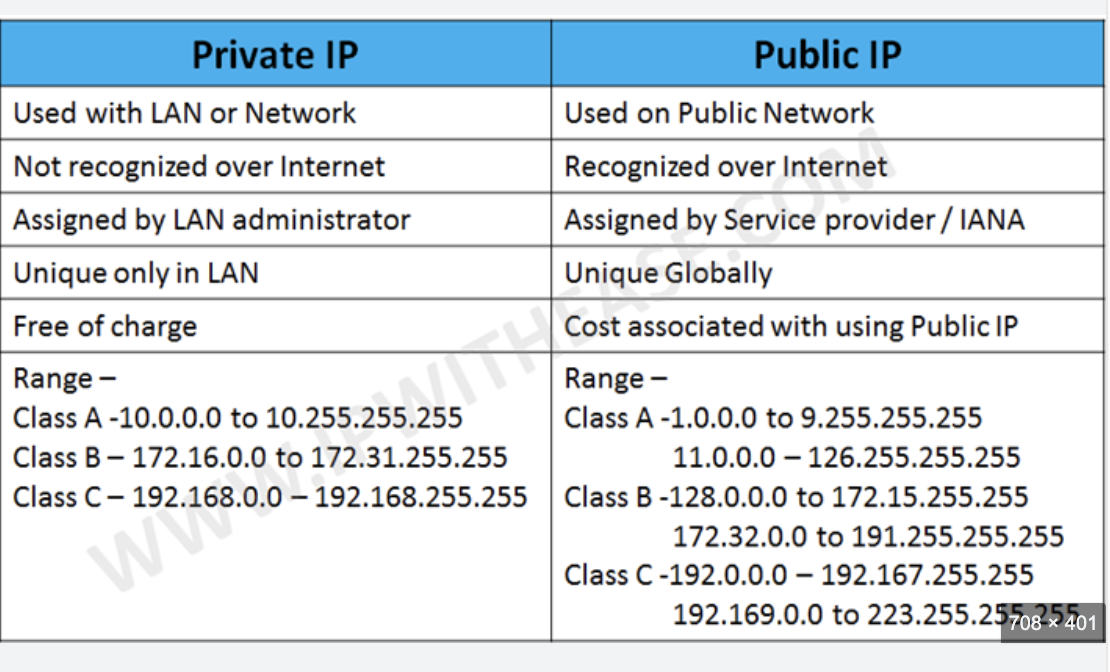 Private IP
Public IP
Used with LAN or Network
Used on Public Network
Not recognized over Internet
Recognized over Internet
Assigned by LAN administrator
Assigned by Service provider / IANA
Unique only in LAN
Unique Globally
Free of charge
Cost associated with using Public IP
Range –
Class A -10.0.0.0 to 10.255.255.255
Class B – 172.16.0.0 to 172.31.255.255
Class C – 192.168.0.0 – 192.168.255.255
Range –
Class A -1.0.0.0 to 9.255.255.255
11.0.0.0 – 126.255.255.255
Class B -128.0.0.0 to 172.15.255.255
172.32.0.0 to 191.255.255.255
Class C -192.0.0.0 – 192.167.255.255
192.169.0.0 to 223.255.255.255
WWW.IPWITHEASE.COM
708 × 401